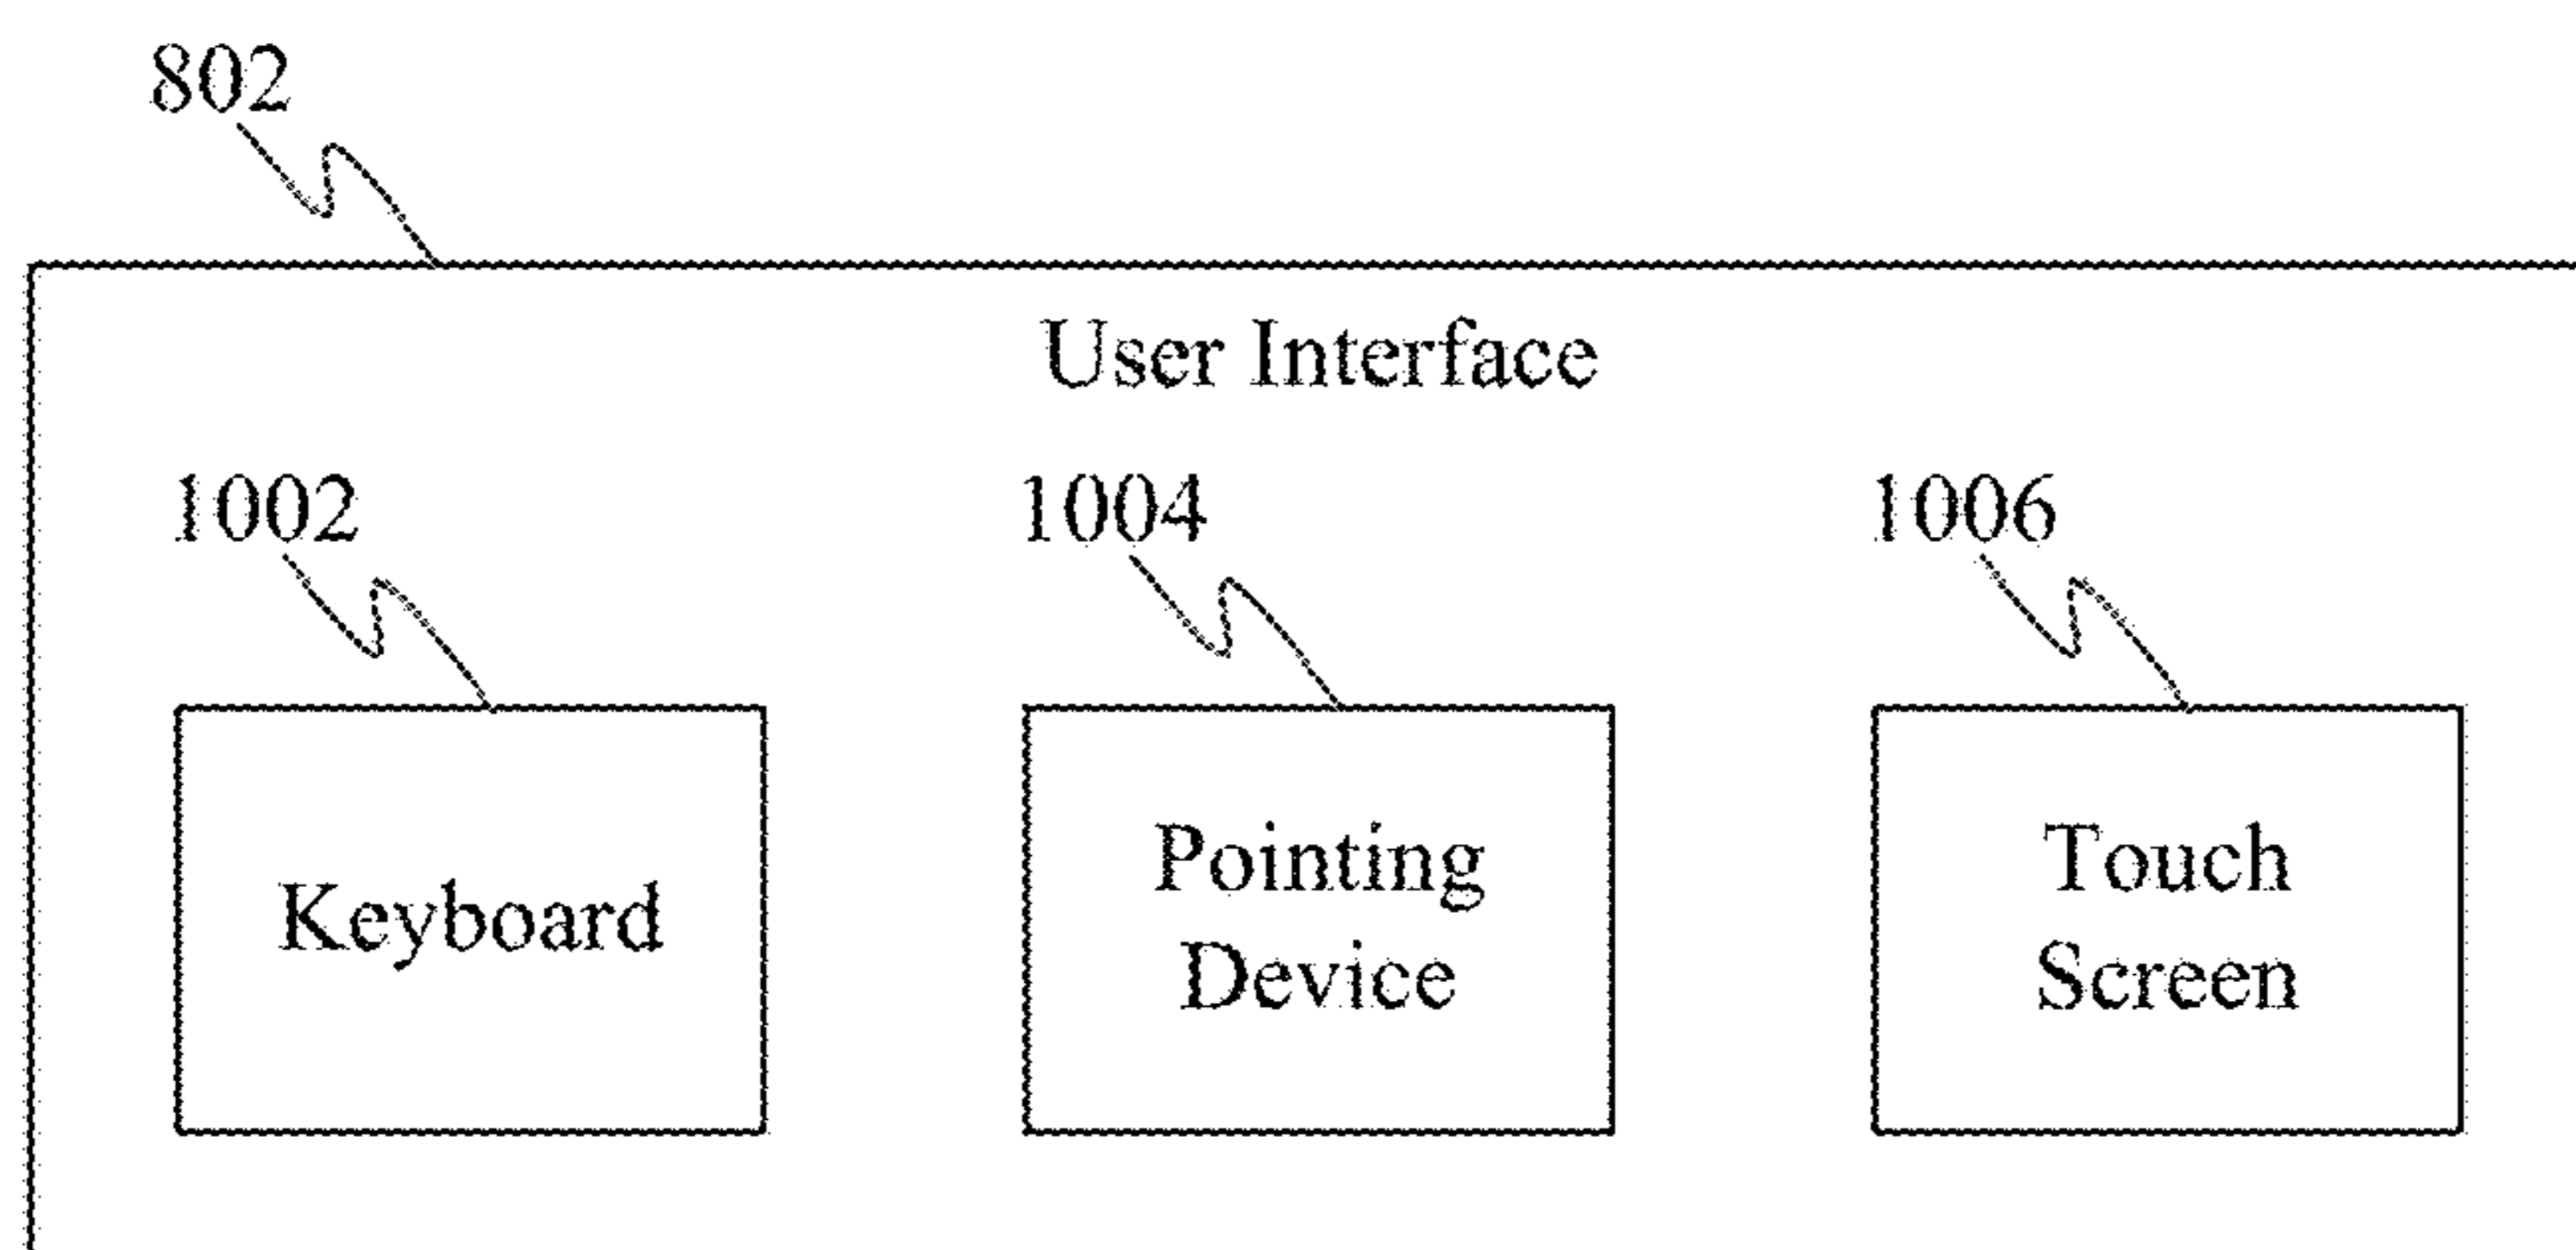 802
User Interface
1002
1004
1006
Keyboard
Pointing
Device
Touch
Screen